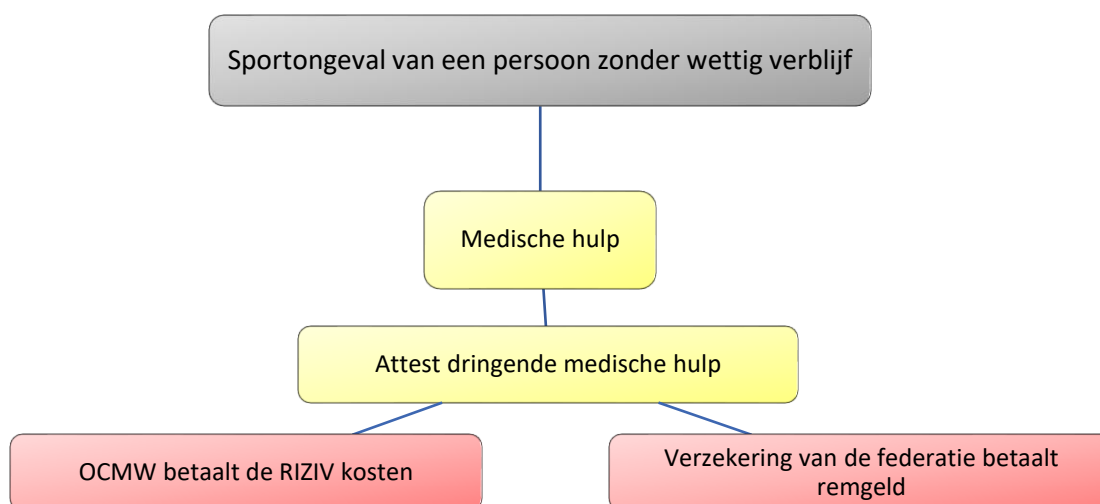 Sportongeval van een persoon zonder wettig verblijf
Medische hulp
Attest dringende medische hulp
OCMW betaalt de RIZIV kosten
Verzekering van de federatie betaalt
remgeld